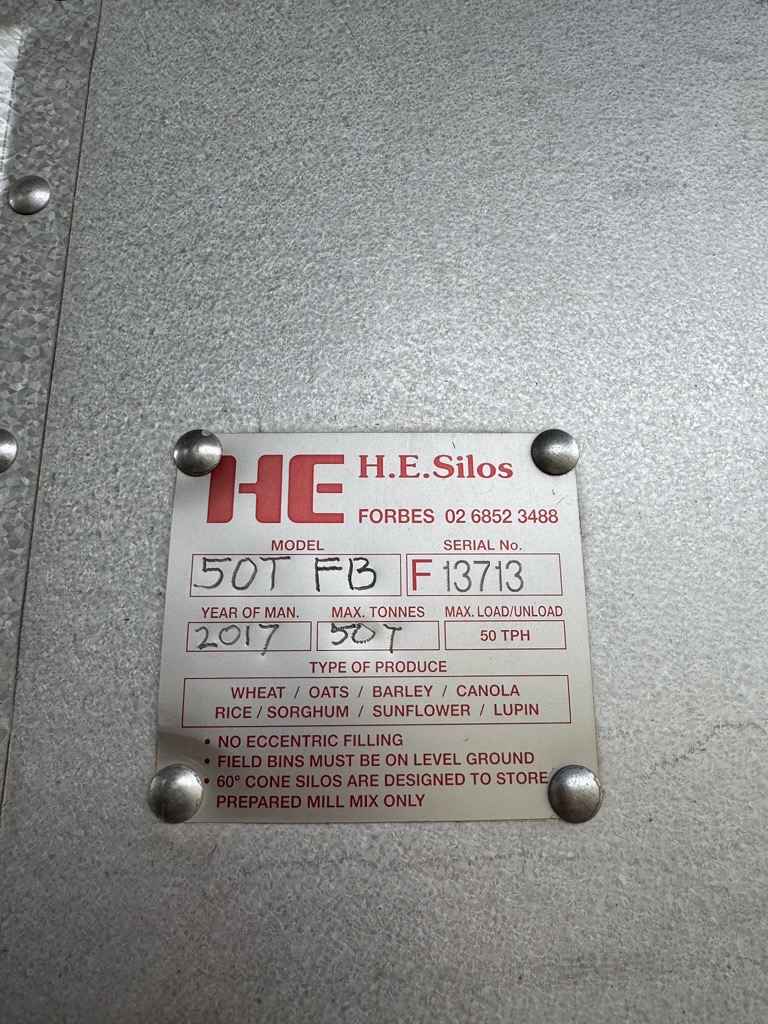 HE H.E.Silos
FORBES 02 6852 3488
MODEL SERIAL No.
50T FB F 13713
YEAR OF MAN. MAX. TONNES MAX. LOAD/UNLOAD
2017 50T 50 TPH
TYPE OF PRODUCE
WHEAT / OATS / BARLEY / CANOLA
RICE / SORGHUM / SUNFLOWER / LUPIN
• NO ECCENTRIC FILLING
• FIELD BINS MUST BE ON LEVEL GROUND
• 60° CONE SILOS ARE DESIGNED TO STORE
PREPARED MILL MIX ONLY